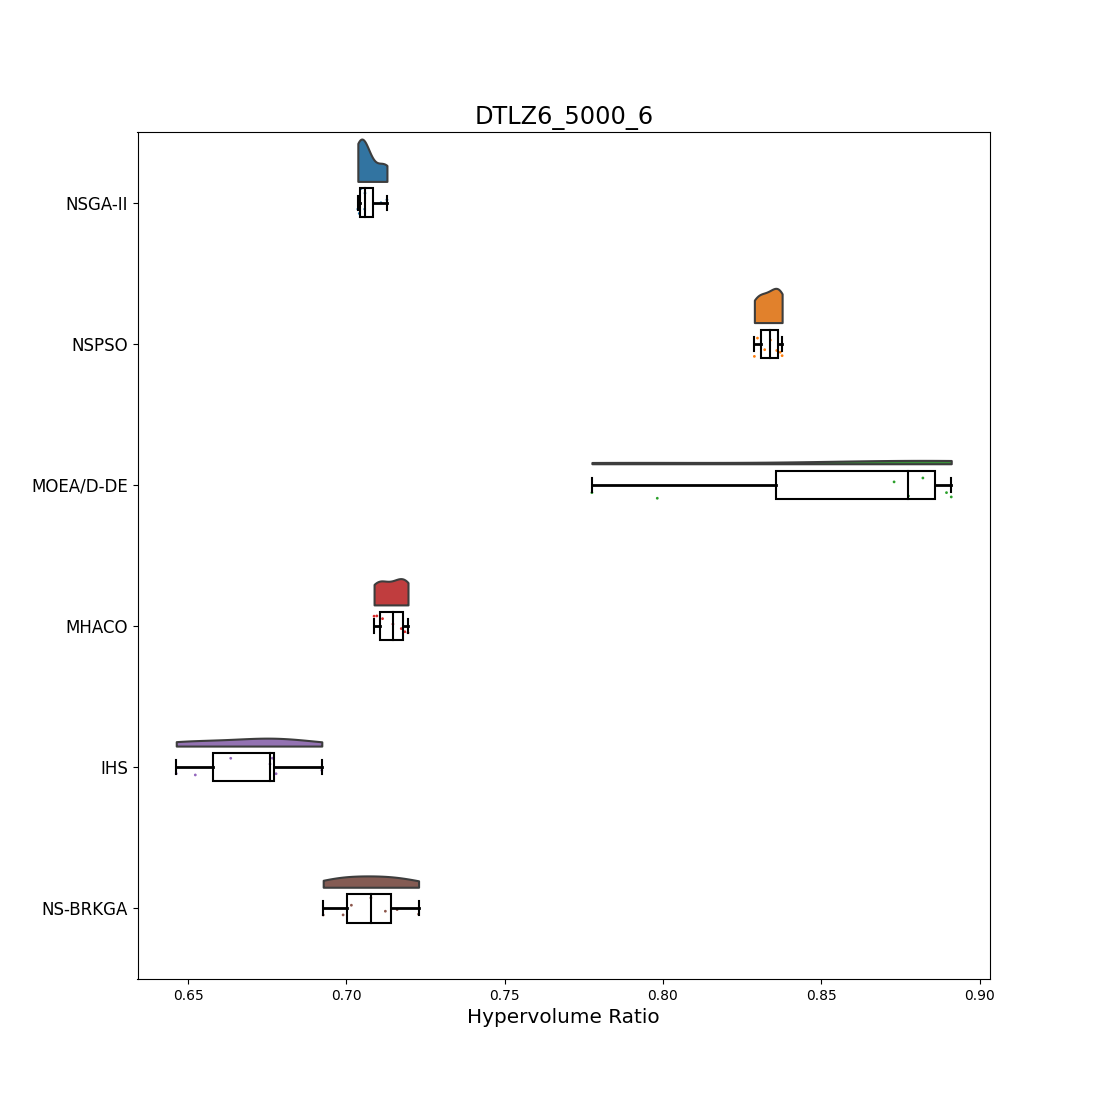 DTLZ6_5000_6
NSGA-II
NSPSO
MOEA/D-DE
MHACO
IHS
NS-BRKGA
0.65 0.70 0.75 0.80 0.85 0.90
Hypervolume Ratio